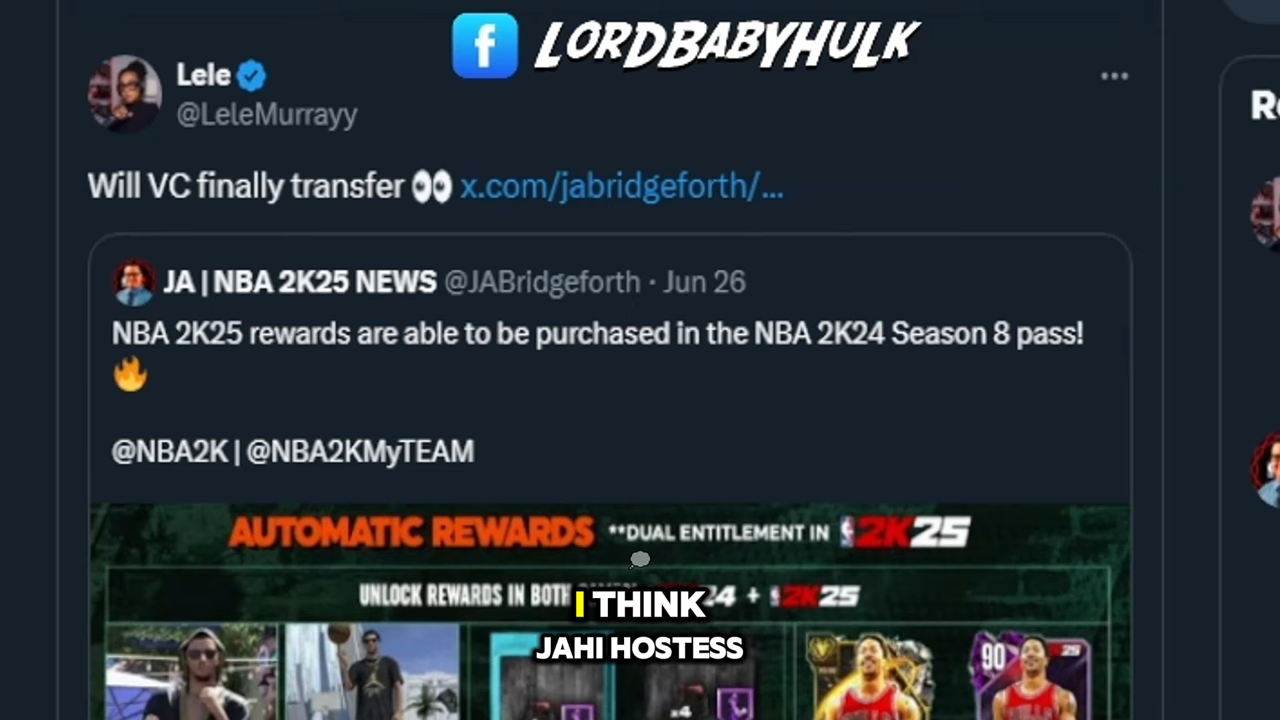 LORDBABYHULK
Lele
@LeleMurrayy
Will VC finally transfer 👀 x.com/jabridgeforth/...
JA | NBA 2K25 NEWS @JABridgeforth · Jun 26
NBA 2K25 rewards are able to be purchased in the NBA 2K24 Season 8 pass!
🔥
@NBA2K | @NBA2KMyTEAM
AUTOMATIC REWARDS **DUAL ENTITLEMENT IN 2K25
UNLOCK REWARDS IN BOTH 24 + 2K25
I THINK
JAHI HOSTESS
x4
90